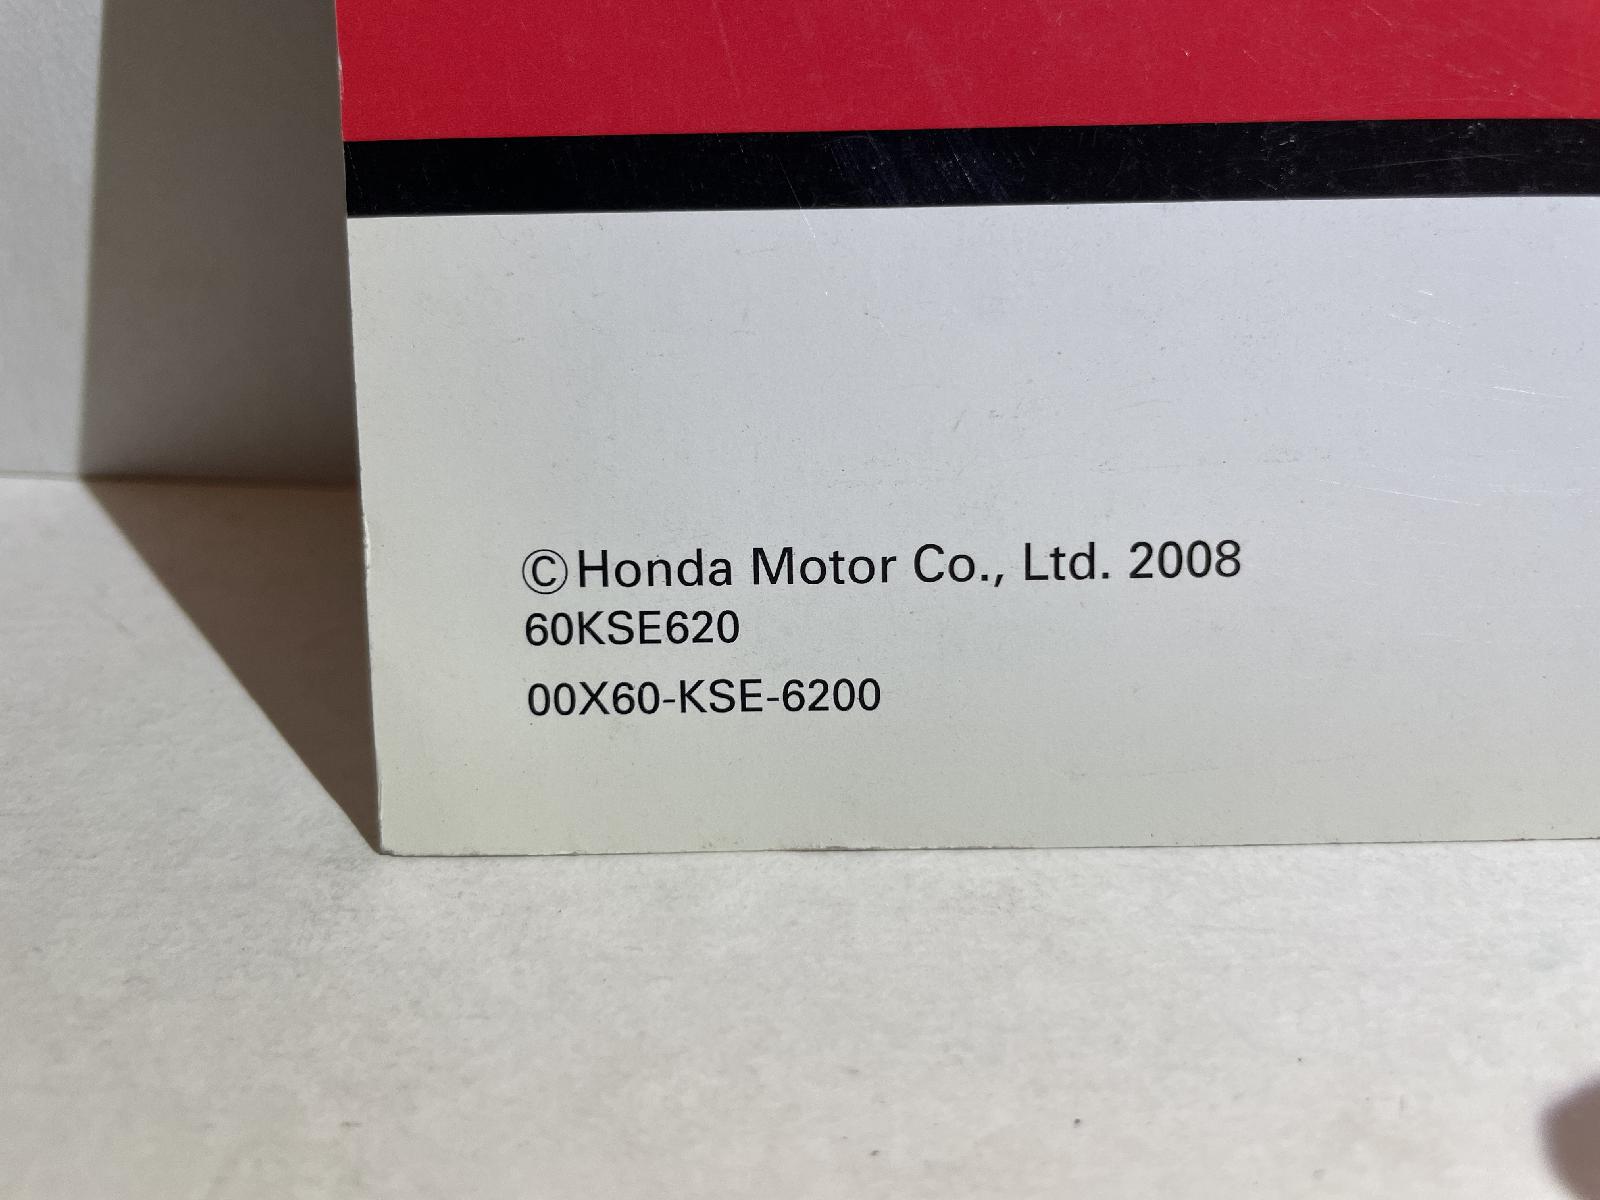 ©Honda Motor Co., Ltd. 2008
60KSE620
00X60-KSE-6200